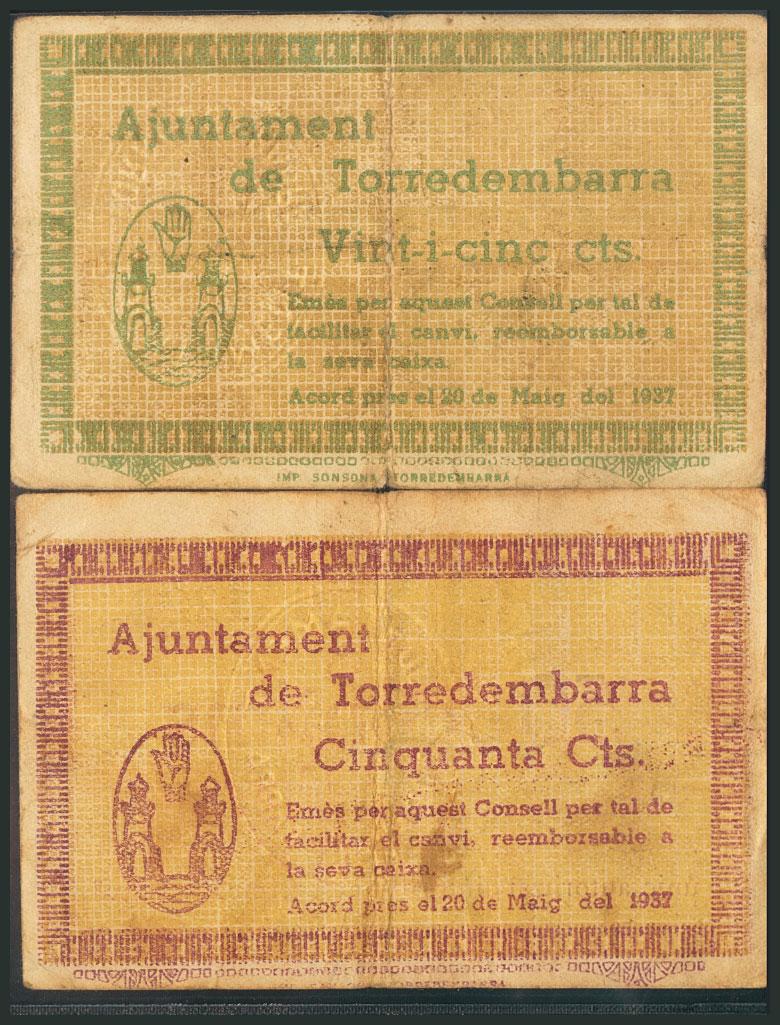 Ajuntament
de Torredembarra
Vint-i-cinc cts.
Emès per aquest Consell per tal de
facilitar el canvi, reemborsable a
la seva caixa.
Acord pres el 20 de Maig del 1937
IMP SONSONA TORREDEMBARRA
Ajuntament
de Torredembarra
Cinquanta Cts.
Emès per aquest Consell per tal de
facilitar el canvi, reemborsable a
la seva caixa.
Acord pres el 20 de Maig del 1937
TORREDEMBARRA